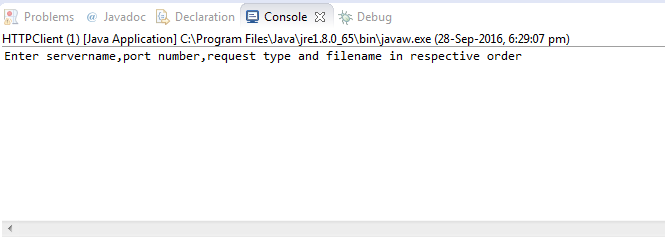 Problems @ Javadoc Declaration Console Debug
HTTPClient (1) [Java Application] C:\Program Files\Java\jre1.8.0_65\bin\javaw.exe (28-Sep-2016, 6:29:07 pm)
Enter servername,port number,request type and filename in respective order